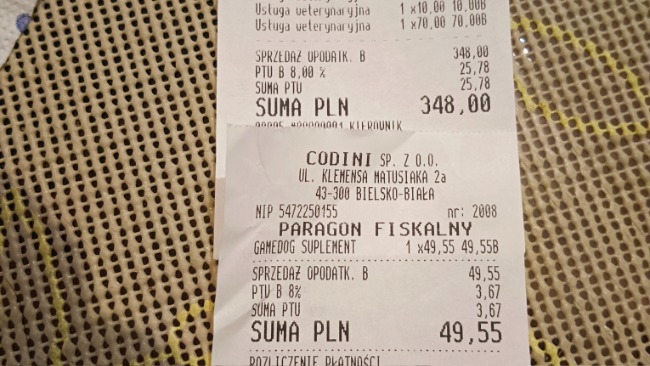 Usługa weterynaryjna 1 x10,00 10,00B
Usługa weterynaryjna 1 x70,00 70,00B
SPRZEDAŻ OPODATK. B 348,00
PTU B 8,00 % 25,78
SUMA PTU 25,78
SUMA PLN 348,00
KIEROWNIK
CODINI SP. Z O.O.
UL. KLEMENSA MATUSIAKA 2a
43-300 BIELSKO-BIAŁA
NIP 5472250155 nr: 2008
PARAGON FISKALNY
GAMEDOG SUPLEMENT 1 x49,55 49,55B
SPRZEDAŻ OPODATK. B 49,55
PTU B 8% 3,67
SUMA PTU 3,67
SUMA PLN 49,55
ROZLICZENIE PŁATNOŚCI